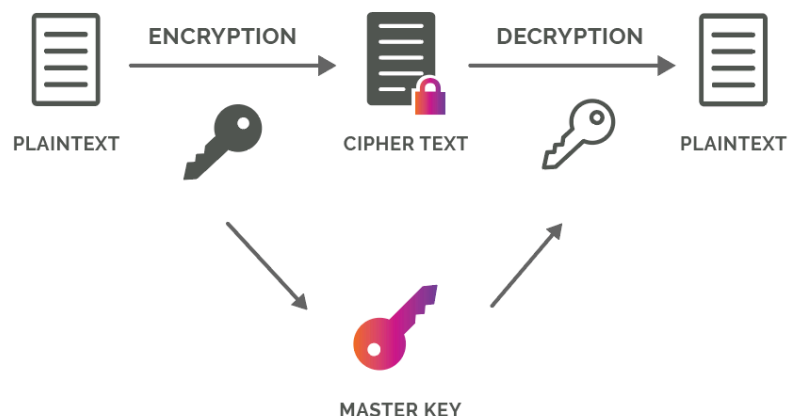 ENCRYPTION
DECRYPTION
PLAINTEXT
CIPHER TEXT
PLAINTEXT
MASTER KEY